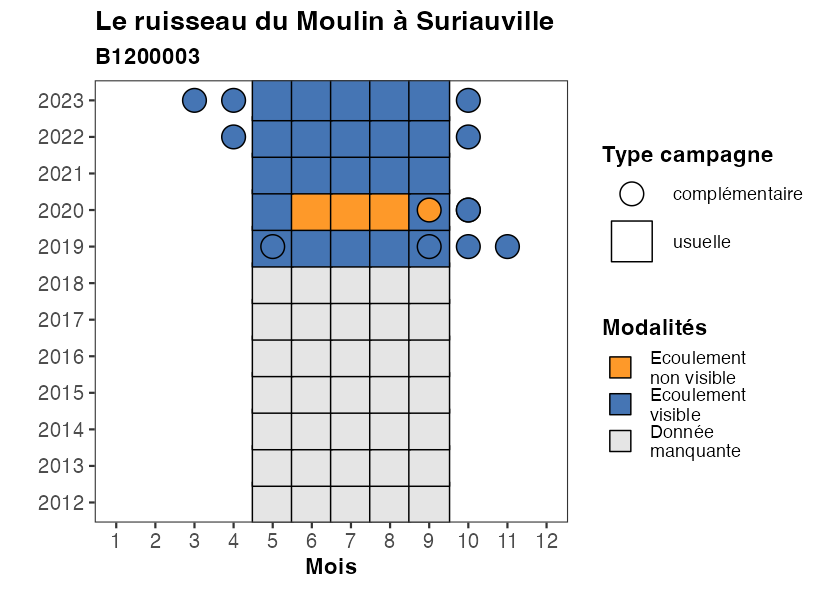 Le ruisseau du Moulin à Suriauville
B1200003
2023
2022
2021
2020
2019
2018
2017
2016
2015
2014
2013
2012
1 2 3 4 5 6 7 8 9 10 11 12
Mois
Type campagne
complémentaire
usuelle
Modalités
Ecoulement
non visible
Ecoulement
visible
Donnée
manquante